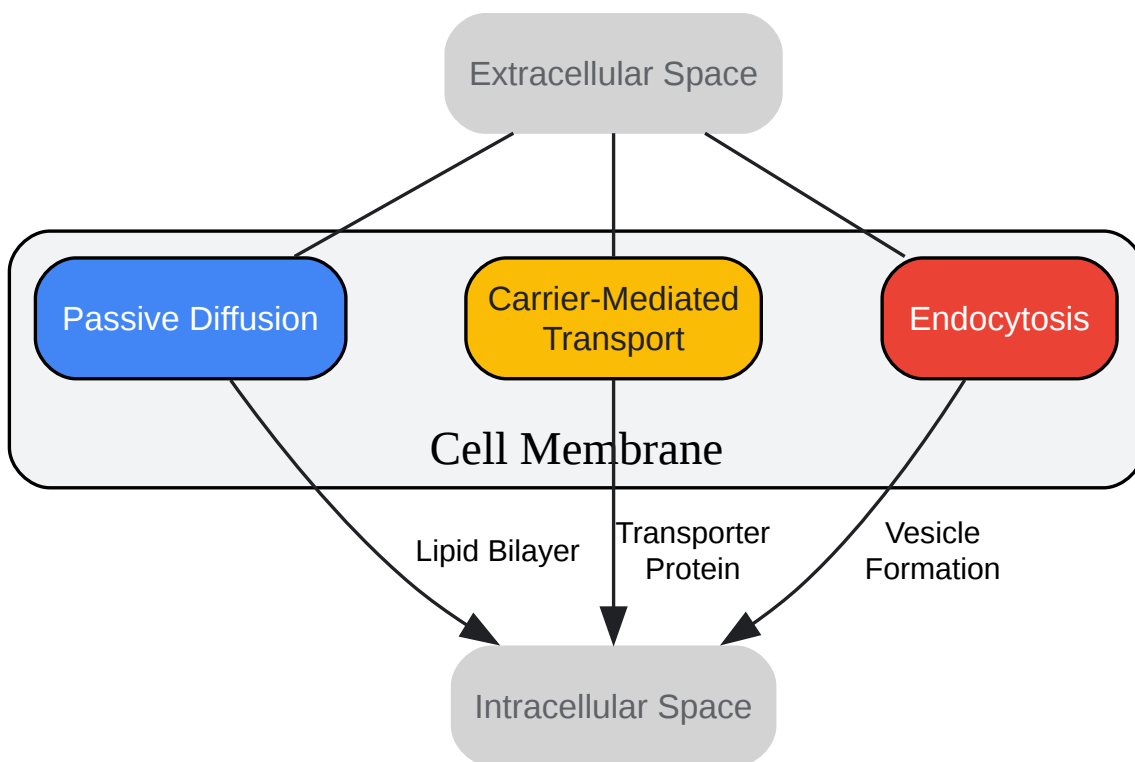 Extracellular Space
Passive Diffusion
Carrier-Mediated
Transport
Endocytosis
Cell Membrane
Lipid Bilayer
Transporter
Protein
Vesicle
Formation
Intracellular Space